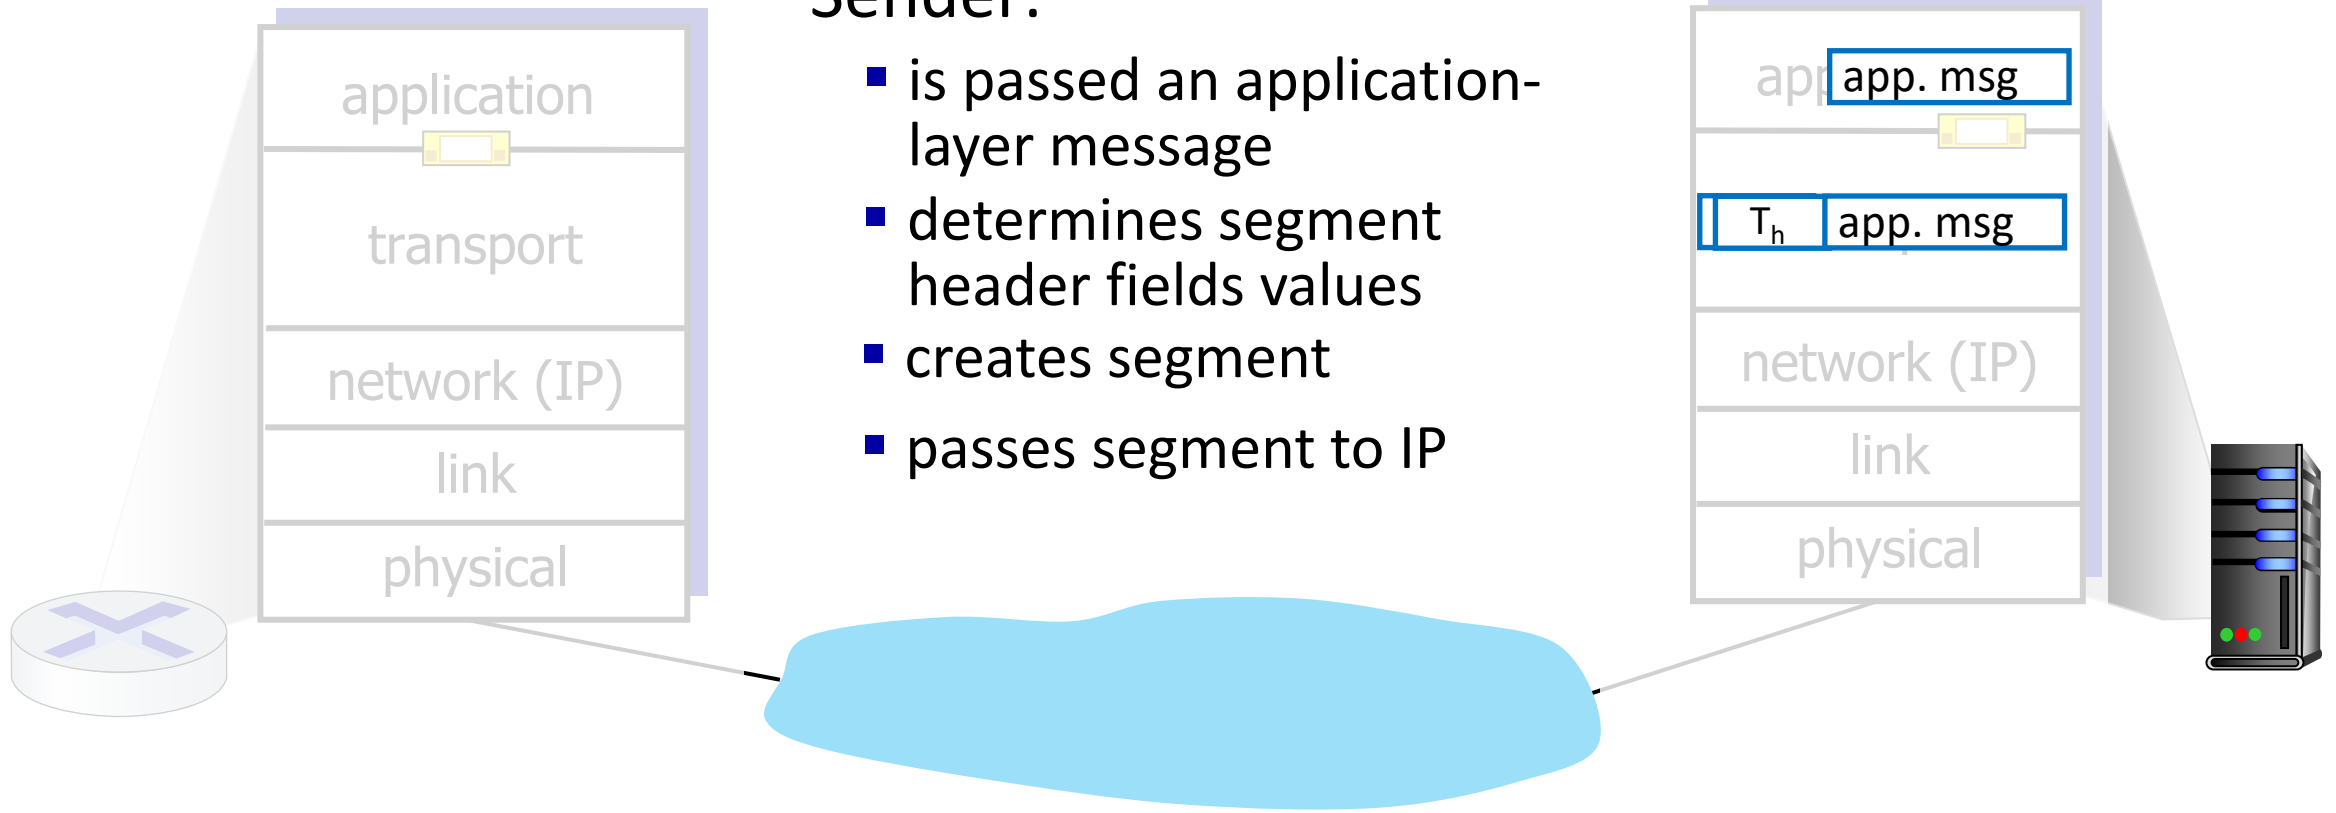 Sender:
is passed an application-
layer message
determines segment
header fields values
creates segment
passes segment to IP
application
transport
network (IP)
link
physical
app. msg
Th app. msg
network (IP)
link
physical